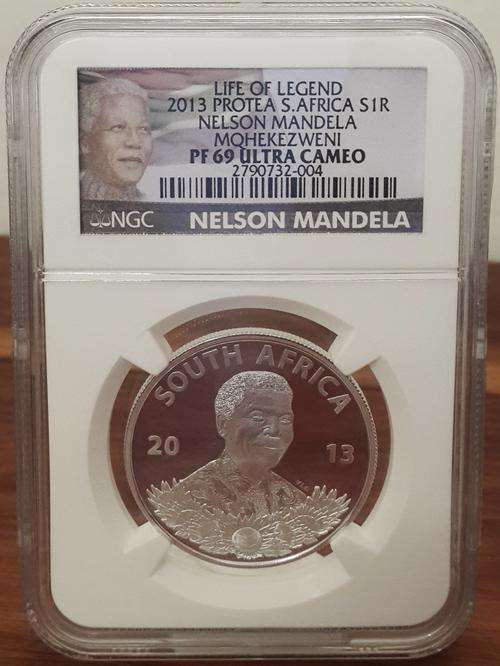 LIFE OF LEGEND
2013 PROTEA S.AFRICA S1R
NELSON MANDELA
MQHEKEZWENI
PF 69 ULTRA CAMEO
2790732-004
NGC NELSON MANDELA
SOUTH AFRICA
20 13